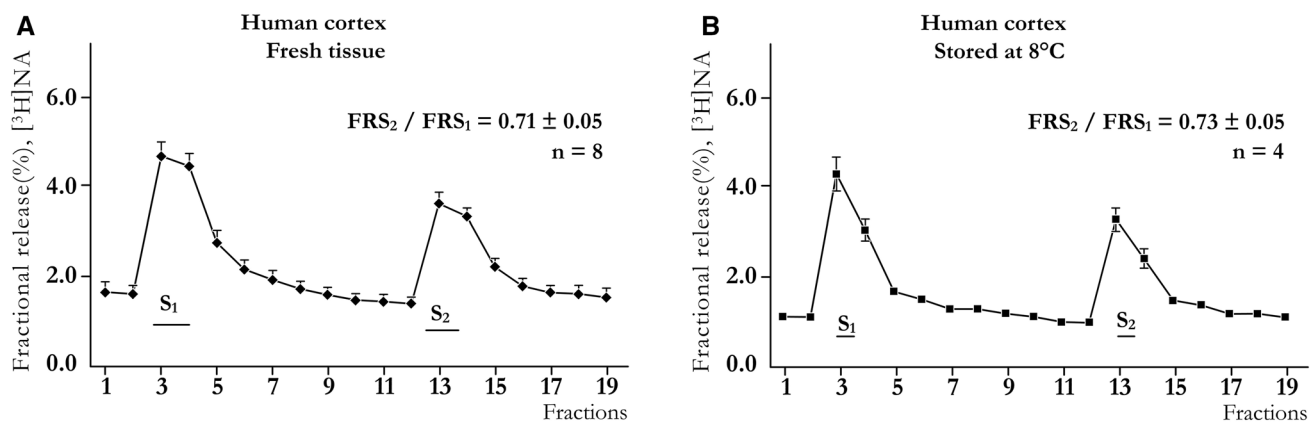 A
Human cortex
Fresh tissue
Fractional release(%), [³H]NA
6.0
4.0
2.0
0.0
FRS₂ / FRS₁ = 0.71 ± 0.05
n = 8
S₁
S₂
1 3 5 7 9 11 13 15 17 19
Fractions
B
Human cortex
Stored at 8°C
Fractional release(%), [³H]NA
6.0
4.0
2.0
0.0
FRS₂ / FRS₁ = 0.73 ± 0.05
n = 4
S₁
S₂
1 3 5 7 9 11 13 15 17 19
Fractions